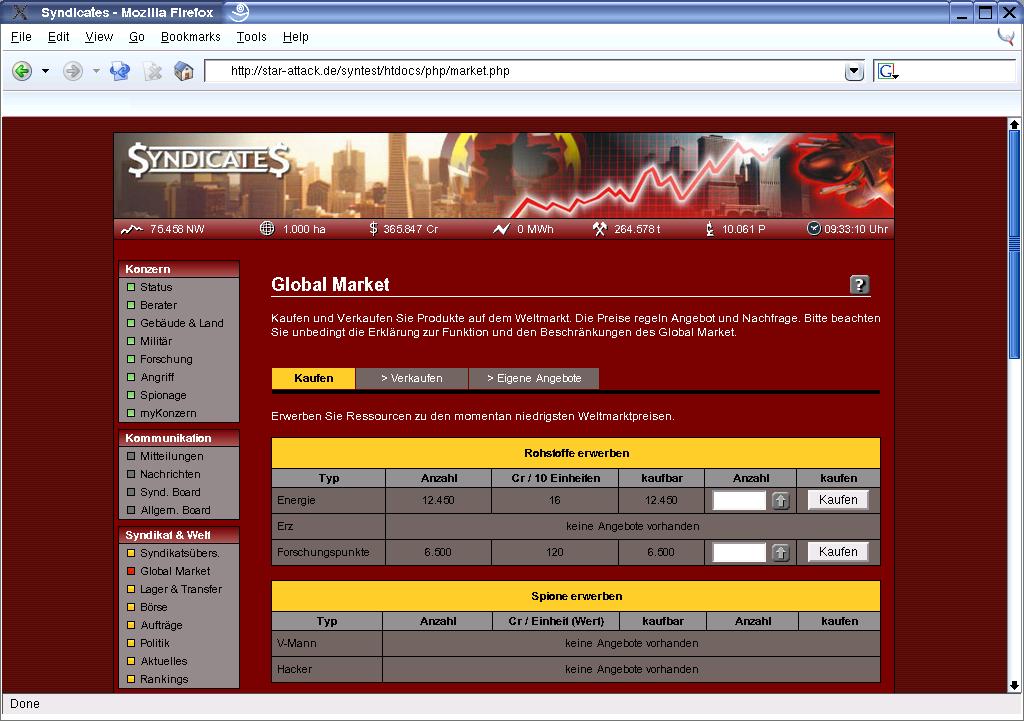 Syndicates - Mozilla Firefox
File Edit View Go Bookmarks Tools Help
http://star-attack.de/syntest/htdocs/php/market.php
G
$YNDICATE$
75.458 NW 1.000 ha $ 365.847 Cr 0 MWh 264.578 t 10.061 P 09:33:10 Uhr
Konzern
Status
Berater
Gebäude & Land
Militär
Forschung
Angriff
Spionage
myKonzern
Kommunikation
Mitteilungen
Nachrichten
Synd. Board
Allgem. Board
Syndikat & Welt
Syndikatsübers.
Global Market
Lager & Transfer
Börse
Aufträge
Politik
Aktuelles
Rankings
Global Market ?
Kaufen und Verkaufen Sie Produkte auf dem Weltmarkt. Die Preise regeln Angebot und Nachfrage. Bitte beachten
Sie unbedingt die Erklärung zur Funktion und den Beschränkungen des Global Market.
Kaufen > Verkaufen > Eigene Angebote
Erwerben Sie Ressourcen zu den momentan niedrigsten Weltmarktpreisen.
Rohstoffe erwerben
Typ Anzahl Cr / 10 Einheiten kaufbar Anzahl kaufen
Energie 12.450 16 12.450 Kaufen
Erz keine Angebote vorhanden
Forschungspunkte 6.500 120 6.500 Kaufen
Spione erwerben
Typ Anzahl Cr / Einheit (Wert) kaufbar Anzahl kaufen
V-Mann keine Angebote vorhanden
Hacker keine Angebote vorhanden
Done